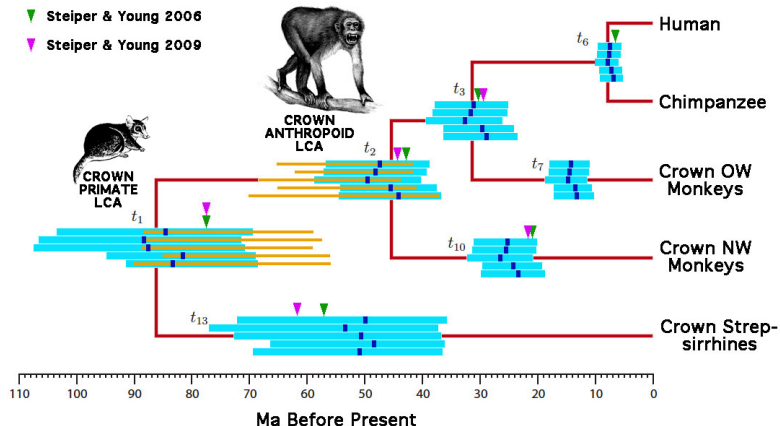 Steiper & Young 2006
Steiper & Young 2009
CROWN
PRIMATE
LCA
CROWN
ANTHROPOID
LCA
t1
t2
t3
t6
t7
t10
t13
Human
Chimpanzee
Crown OW
Monkeys
Crown NW
Monkeys
Crown Strep-
sirrhines
110 100 90 80 70 60 50 40 30 20 10 0
Ma Before Present